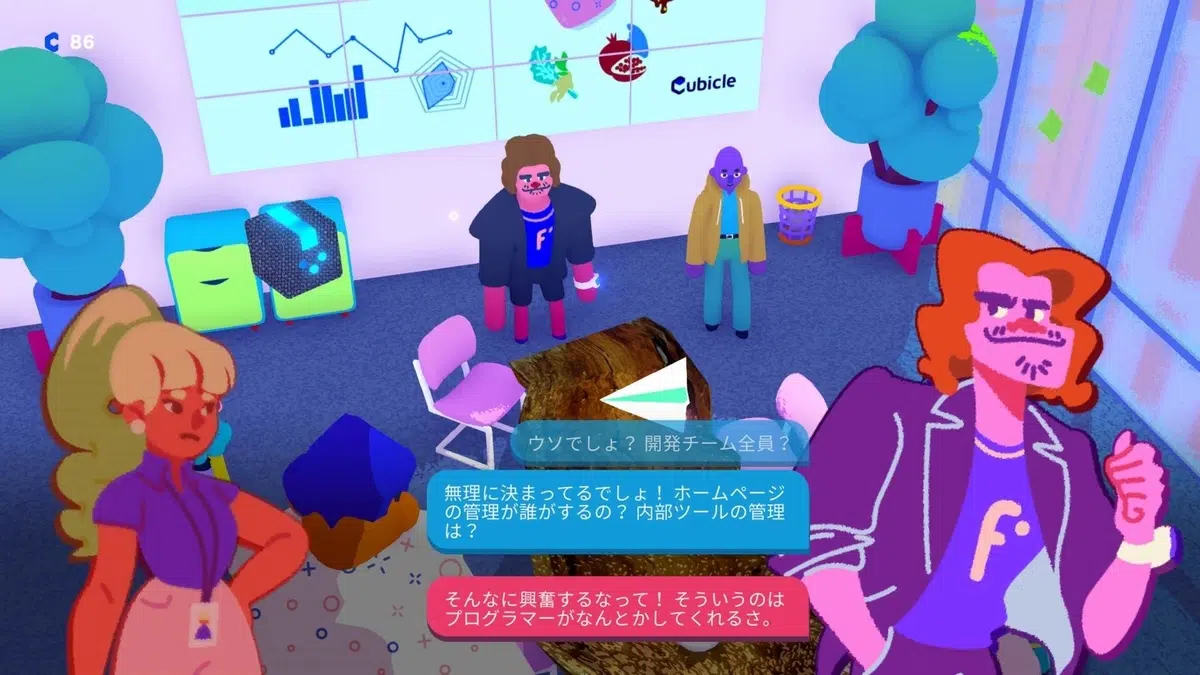 86
Cubicle
F
ウソでしょ？ 開発チーム全員？
無理に決まってるでしょ！ ホームページ
の管理が誰がするの？ 内部ツールの管理
は？
そんなに興奮するなって！ そういうのは
プログラマーがなんとかしてくれるさ。
F